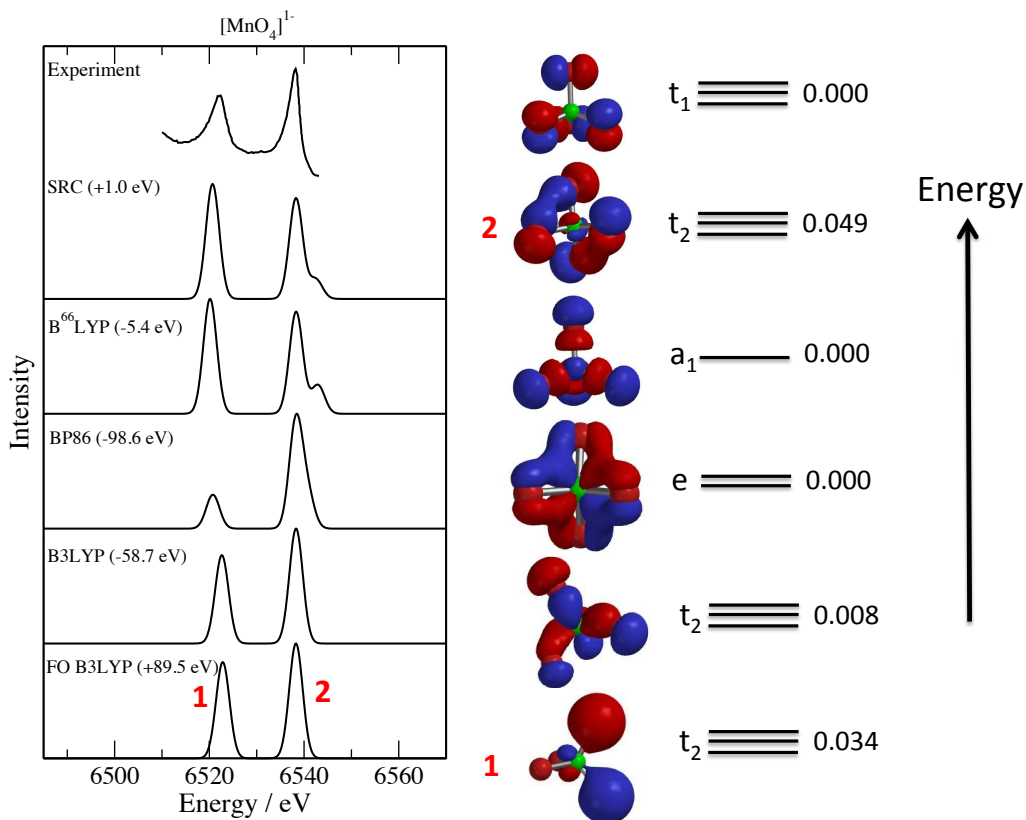 [MnO₄]¹⁻
Experiment
SRC (+1.0 eV)
B⁶⁶LYP (-5.4 eV)
BP86 (-98.6 eV)
B3LYP (-58.7 eV)
FO B3LYP (+89.5 eV)
1
2
Intensity
6500 6520 6540 6560
Energy / eV
t₁ 0.000
2 t₂ 0.049
a₁ 0.000
e 0.000
t₂ 0.008
1 t₂ 0.034
Energy